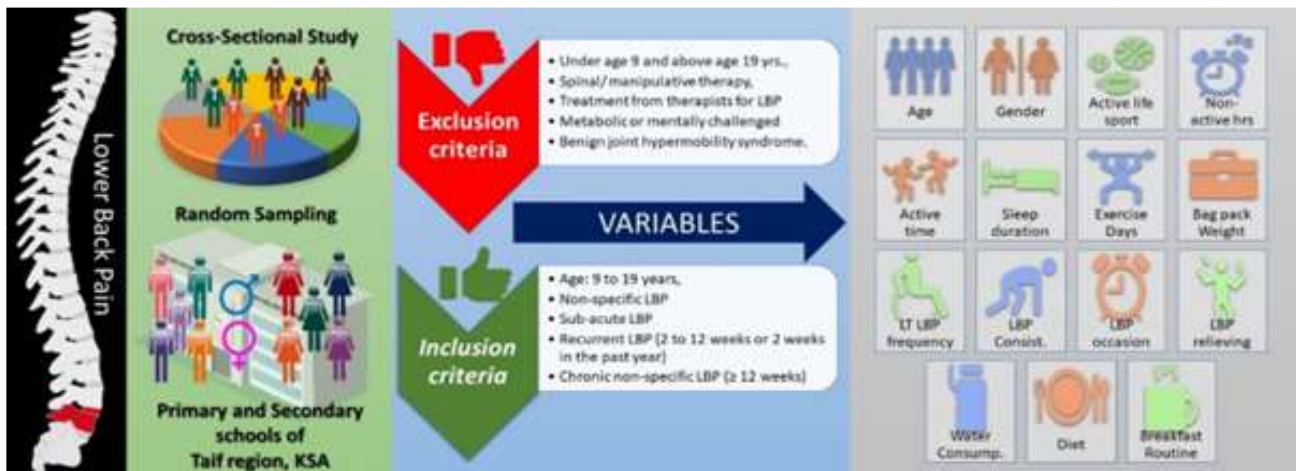 Lower Back Pain
Cross-Sectional Study
Random Sampling
Primary and Secondary
schools of
Taif region, KSA
Exclusion
criteria
• Under age 9 and above age 19 yrs.,
• Spinal/ manipulative therapy,
• Treatment from therapists for LBP
• Metabolic or mentally challenged
• Benign joint hypermobility syndrome.
VARIABLES
Inclusion
criteria
• Age: 9 to 19 years,
• Non-specific LBP
• Sub-acute LBP
• Recurrent LBP (2 to 12 weeks or 2 weeks
in the past year)
• Chronic non-specific LBP (≥ 12 weeks)
Age
Gender
Active life
sport
Non-
active hrs
Active
time
Sleep
duration
Exercise
Days
Bag pack
Weight
LT LBP
frequency
LBP
Consist.
LBP
occasion
LBP
relieving
Water
Consump.
Diet
Breakfast
Routine